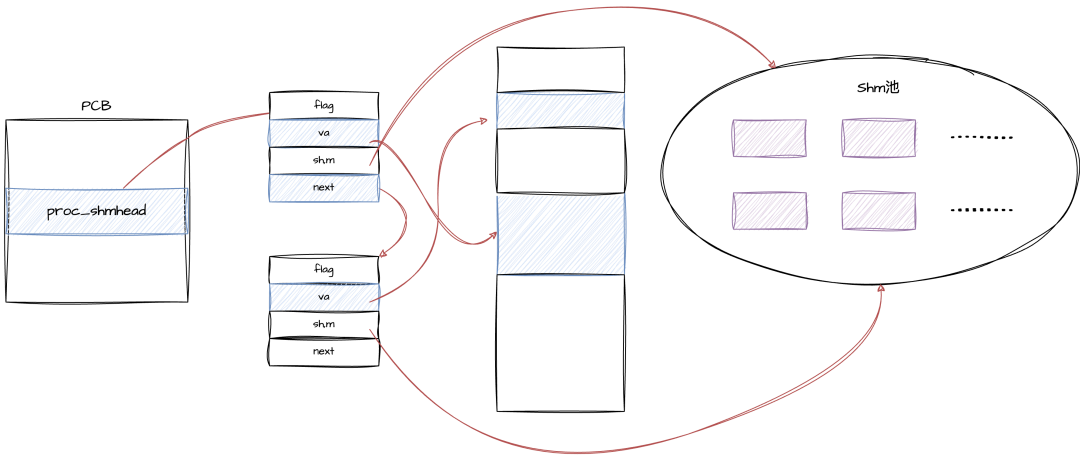 PCB
proc_shmhead
flag
va
shm
next
flag
va
shm
next
Shm池